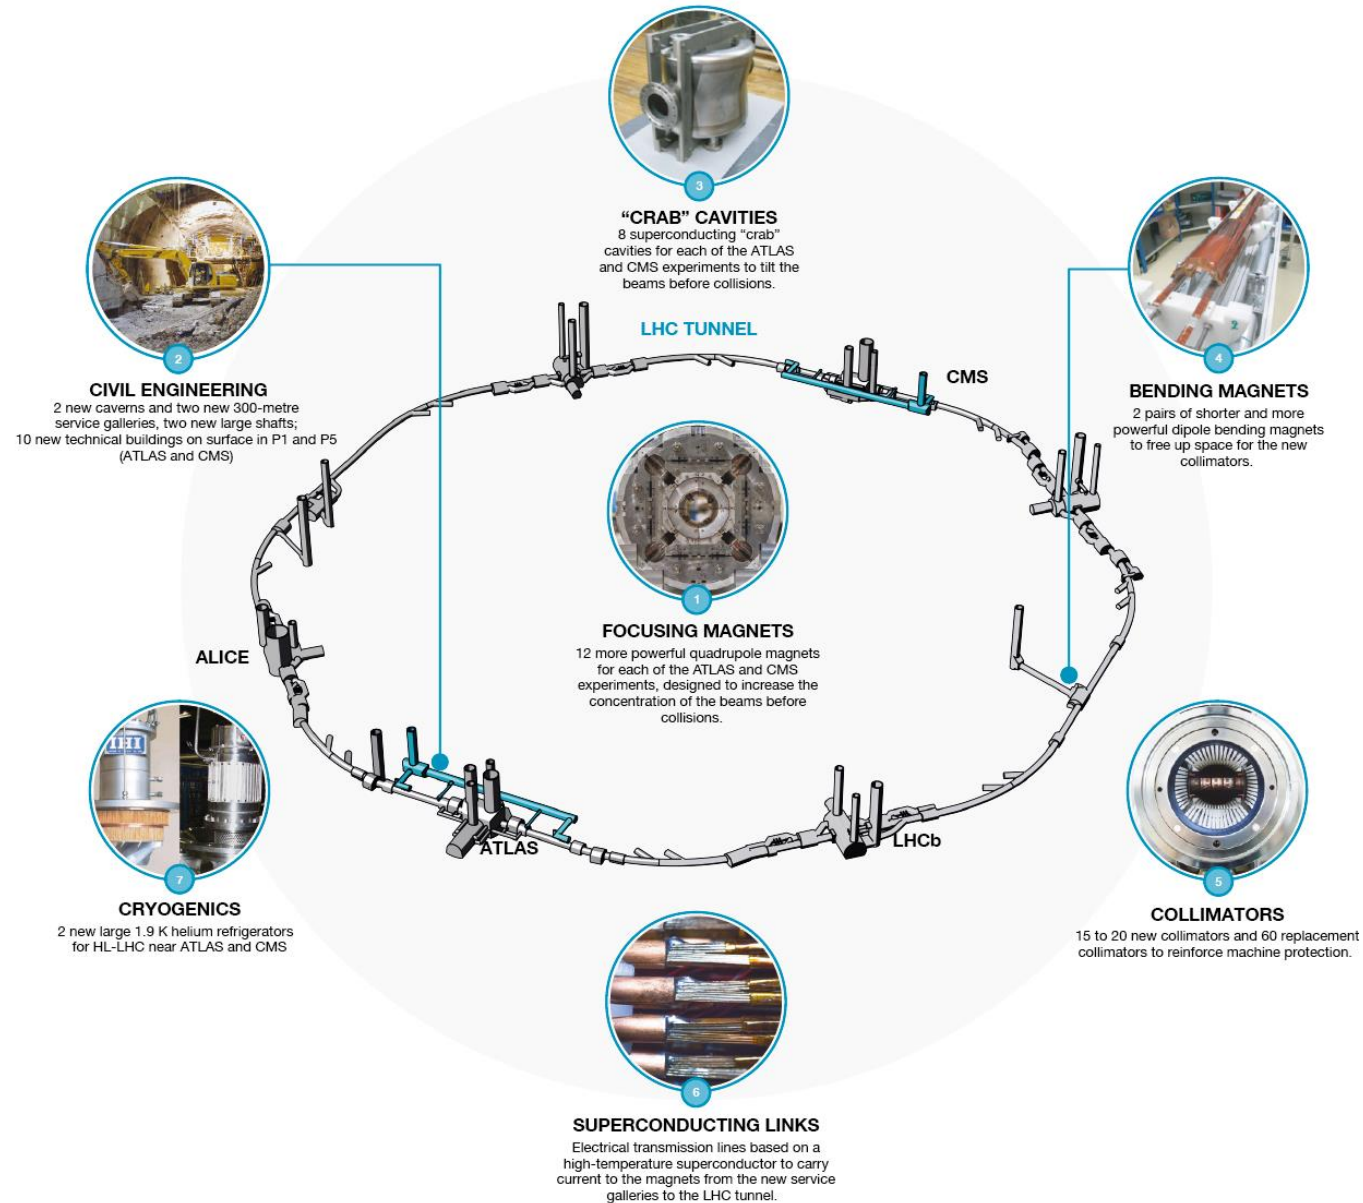 3
“CRAB” CAVITIES
8 superconducting “crab”
cavities for each of the ATLAS
and CMS experiments to tilt the
beams before collisions.
2
CIVIL ENGINEERING
2 new caverns and two new 300-metre
service galleries, two new large shafts;
10 new technical buildings on surface in P1 and P5
(ATLAS and CMS)
4
BENDING MAGNETS
2 pairs of shorter and more
powerful dipole bending magnets
to free up space for the new
collimators.
LHC TUNNEL
CMS
1
FOCUSING MAGNETS
12 more powerful quadrupole magnets
for each of the ATLAS and CMS
experiments, designed to increase the
concentration of the beams before
collisions.
ALICE
ATLAS
LHCb
7
CRYOGENICS
2 new large 1.9 K helium refrigerators
for HL-LHC near ATLAS and CMS
5
COLLIMATORS
15 to 20 new collimators and 60 replacement
collimators to reinforce machine protection.
6
SUPERCONDUCTING LINKS
Electrical transmission lines based on a
high-temperature superconductor to carry
current to the magnets from the new service
galleries to the LHC tunnel.